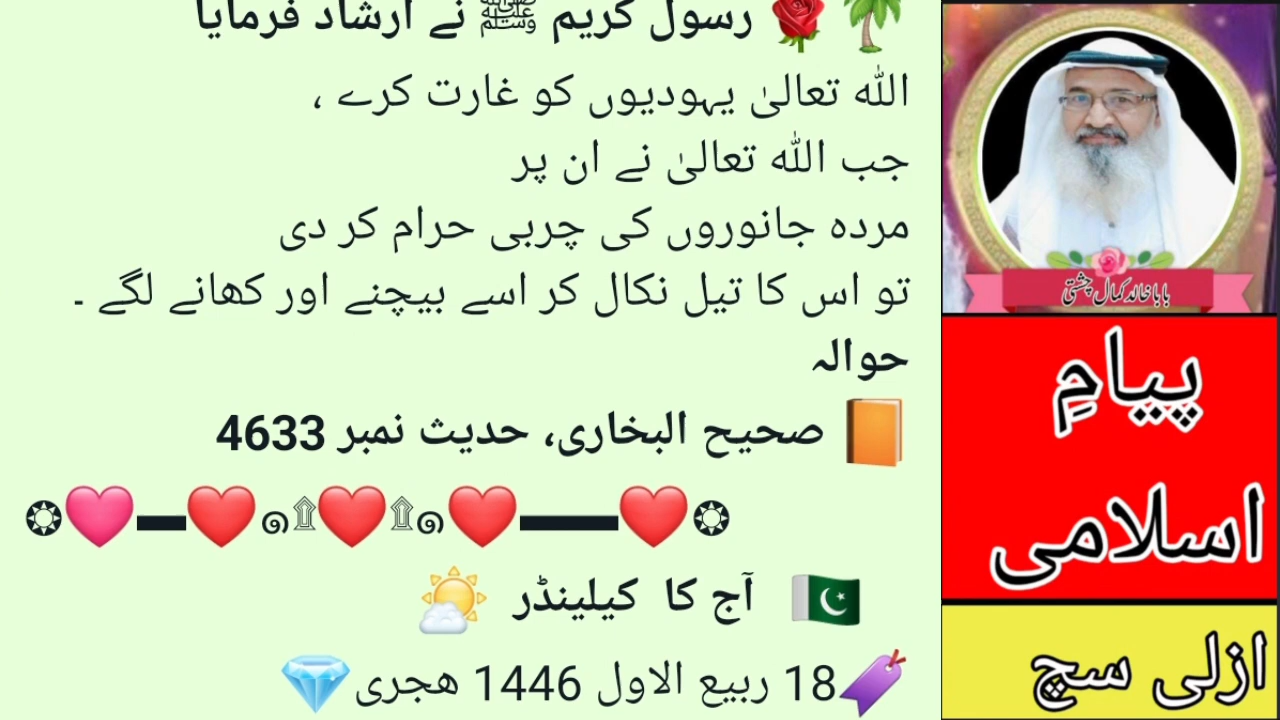 رسول کریم ﷺ نے ارشاد فرمایا
اللہ تعالیٰ یہودیوں کو غارت کرے ،
جب اللہ تعالیٰ نے ان پر
مردہ جانوروں کی چربی حرام کر دی
تو اس کا تیل نکال کر اسے بیچنے اور کھانے لگے ۔
حوالہ
صحیح البخاری، حدیث نمبر 4633
آج کا کیلینڈر
18 ربیع الاول 1446 ھجری
بابا خالد کمال چشتی
پیامِ
اسلامی
ازلی سچ